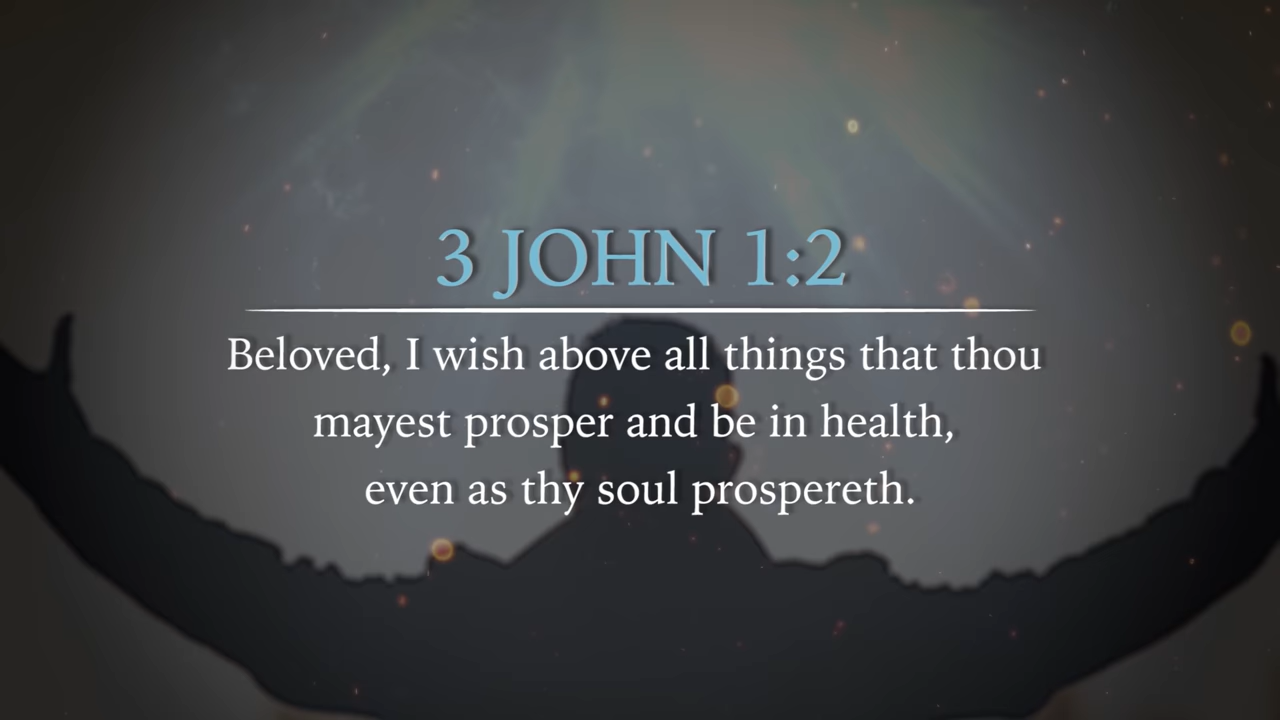 3 JOHN 1:2
Beloved, I wish above all things that thou
mayest prosper and be in health,
even as thy soul prospereth.